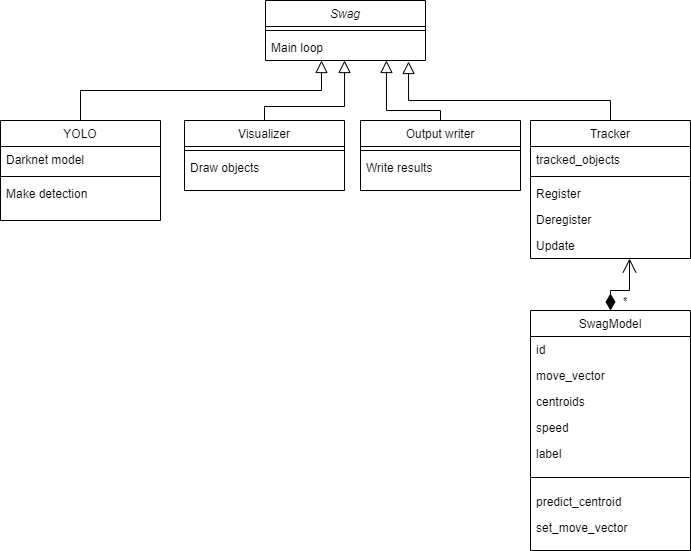 Swag
Main loop
YOLO
Darknet model
Make detection
Visualizer
Draw objects
Output writer
Write results
Tracker
tracked_objects
Register
Deregister
Update
*
SwagModel
id
move_vector
centroids
speed
label
predict_centroid
set_move_vector